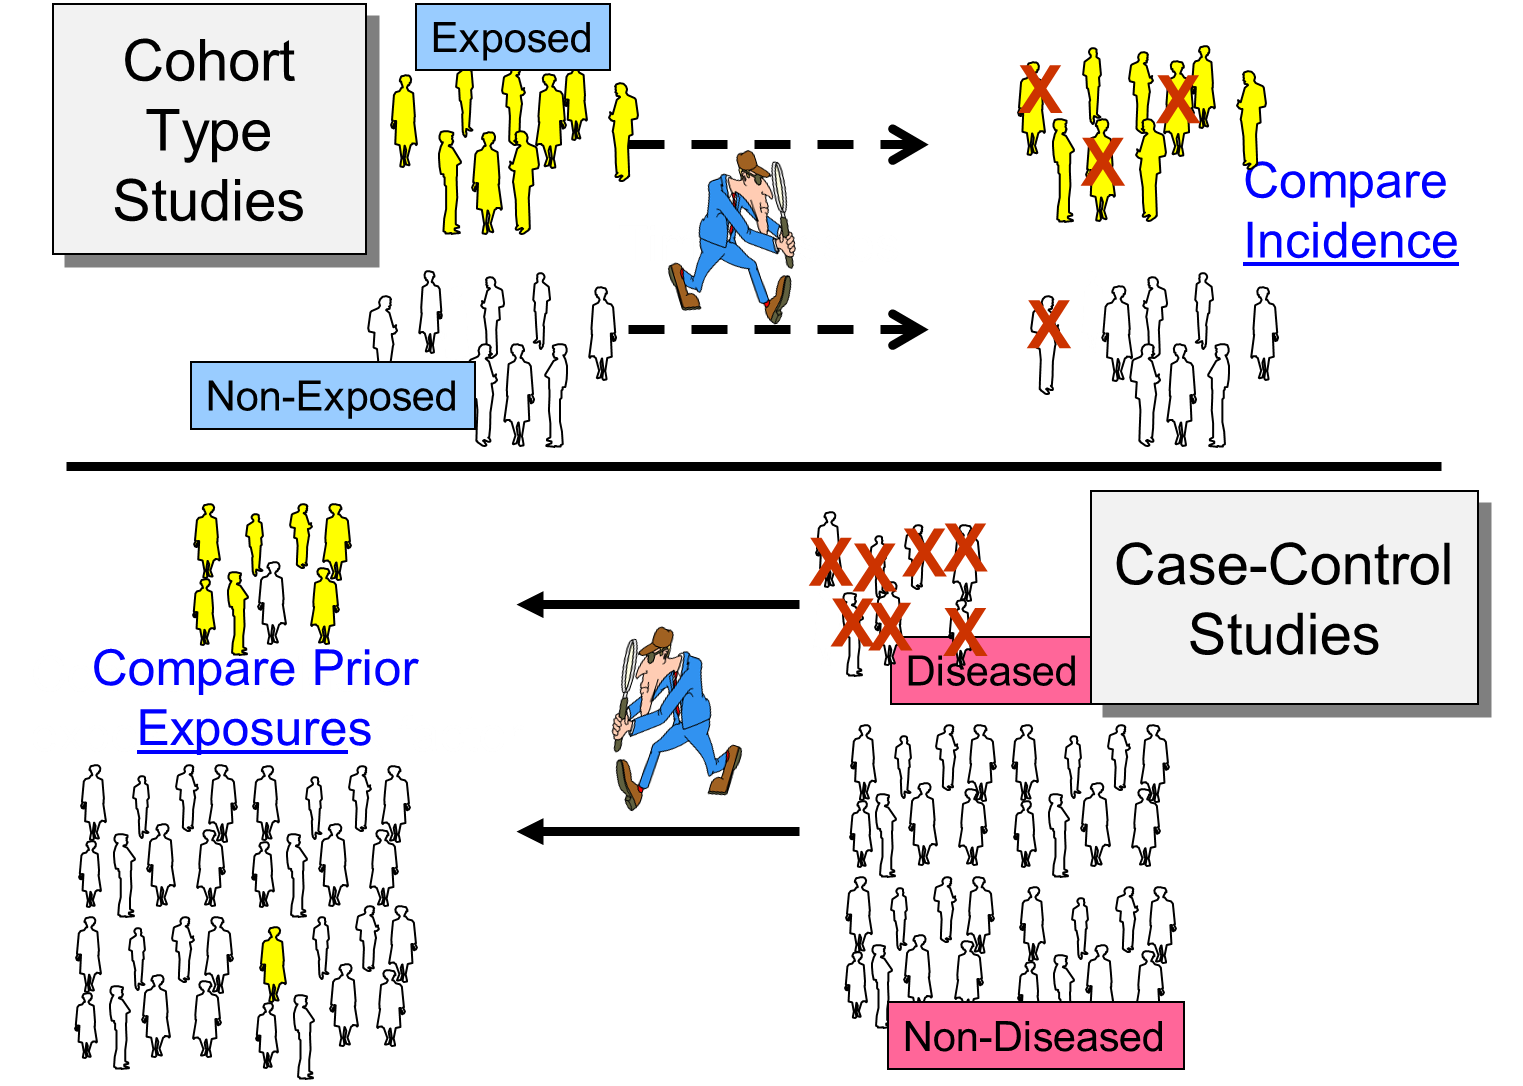 Cohort
Type
Studies
Exposed
Compare
Incidence
Non-Exposed
Case-Control
Studies
Diseased
Compare Prior
Exposures
Non-Diseased